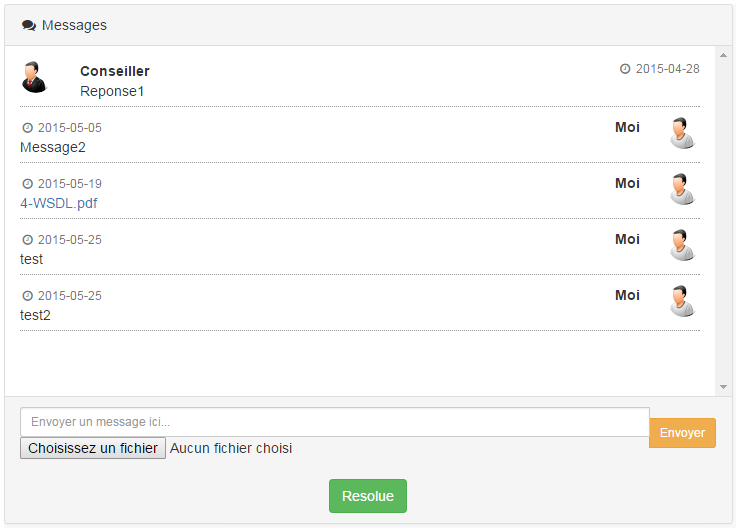 Messages
Conseiller 2015-04-28
Reponse1
2015-05-05 Moi
Message2
2015-05-19 Moi
4-WSDL.pdf
2015-05-25 Moi
test
2015-05-25 Moi
test2
Envoyer un message ici...
Envoyer
Choisissez un fichier Aucun fichier choisi
Resolue